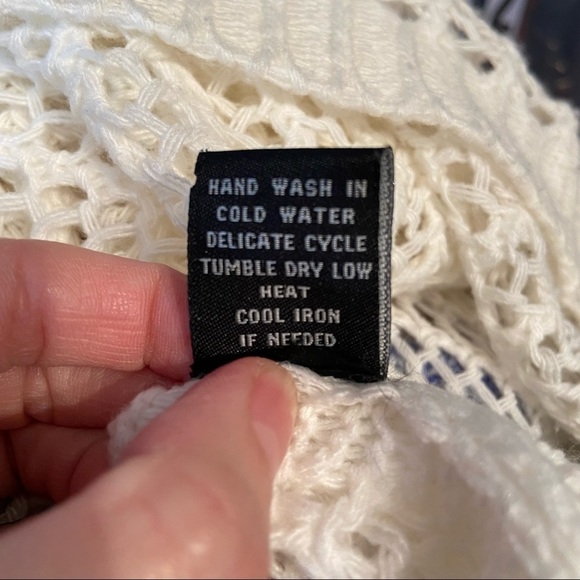 HAND WASH IN
COLD WATER
DELICATE CYCLE
TUMBLE DRY LOW
HEAT
COOL IRON
IF NEEDED